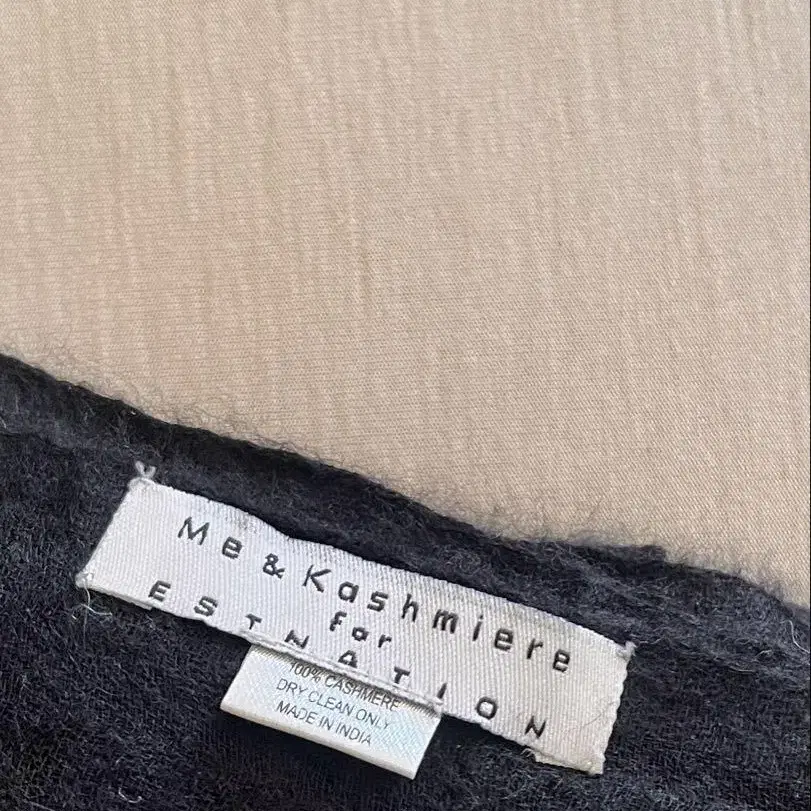 Me & Kashmiere
for
ESTNATION
100% CASHMERE
DRY CLEAN ONLY
MADE IN INDIA